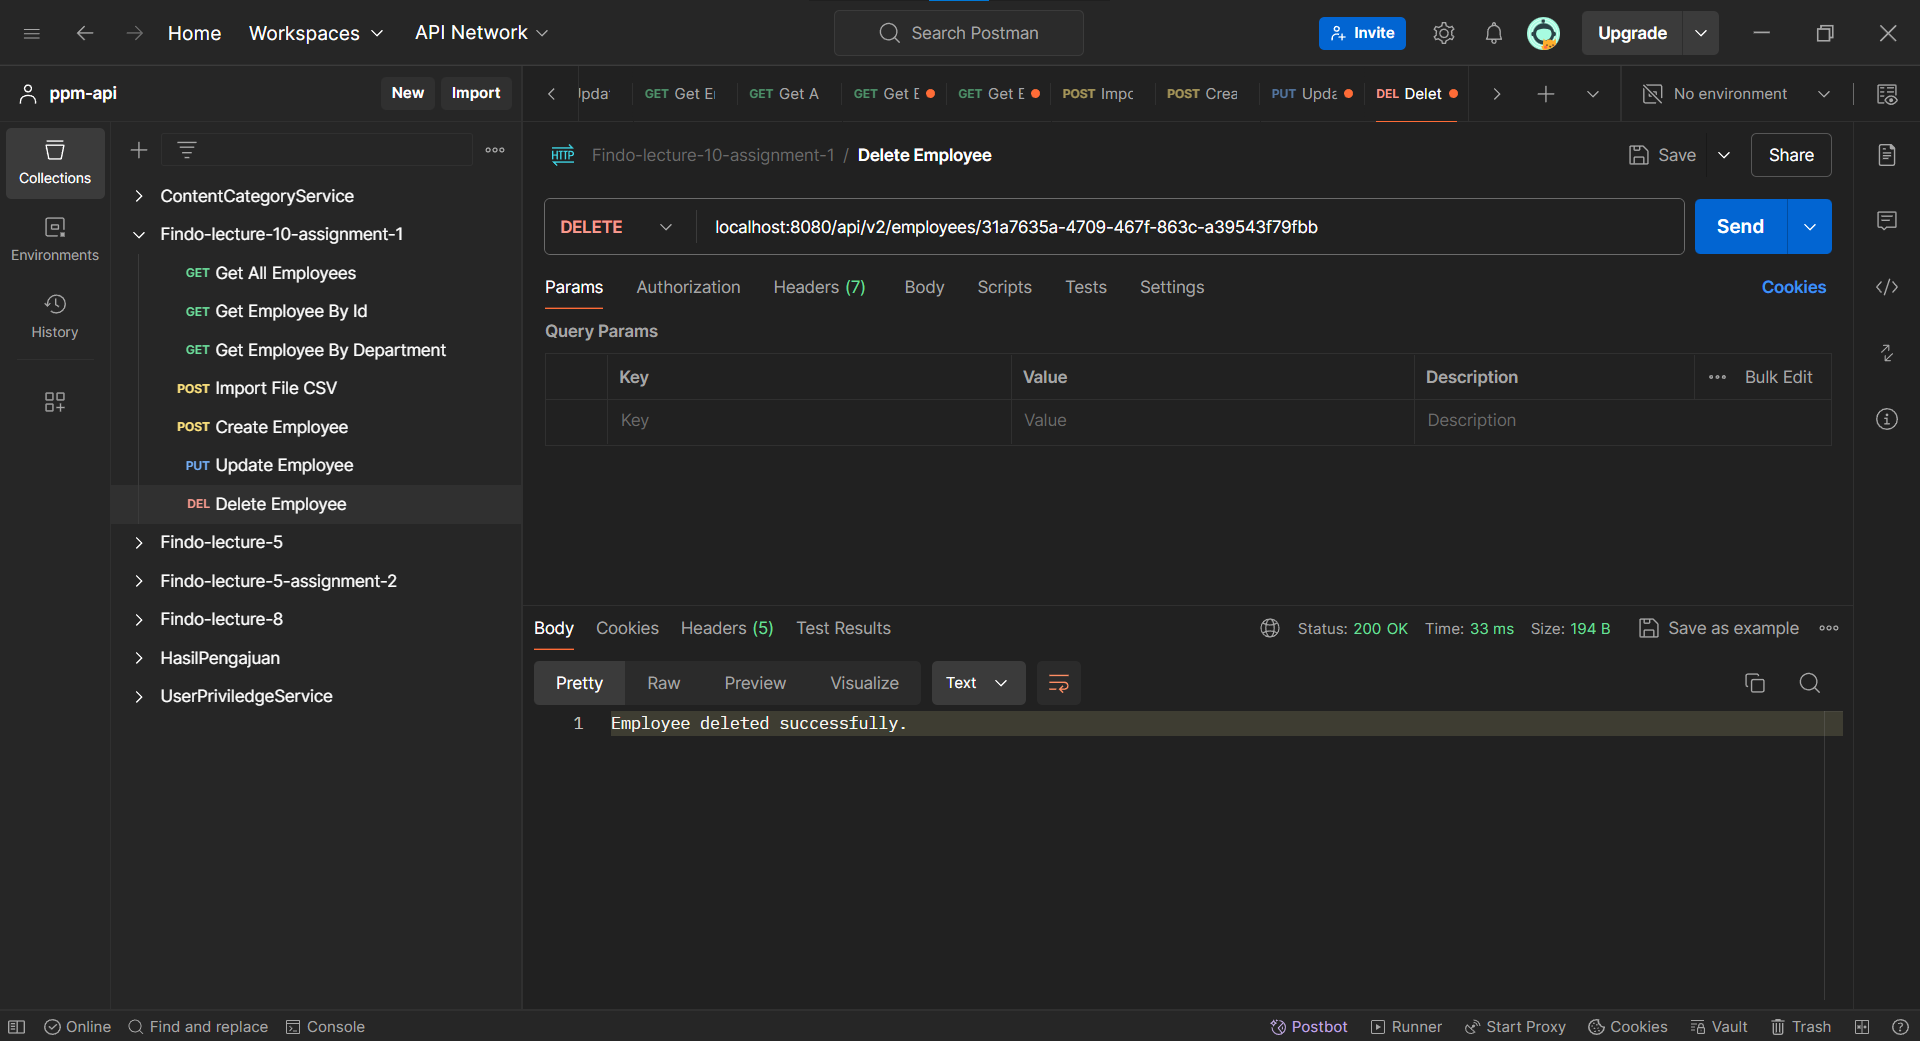 Home Workspaces API Network Search Postman Invite Upgrade
ppm-api New Import
GET Get GET Get A GET Get GET Get POST Impo POST Crea PUT Upda DEL Delet No environment
Collections
Environments
History
ContentCategoryService
Findo-lecture-10-assignment-1
GET Get All Employees
GET Get Employee By Id
GET Get Employee By Department
POST Import File CSV
POST Create Employee
PUT Update Employee
DEL Delete Employee
Findo-lecture-5
Findo-lecture-5-assignment-2
Findo-lecture-8
HasilPengajuan
UserPriviledgeService
HTTP Findo-lecture-10-assignment-1 / Delete Employee Save Share
DELETE localhost:8080/api/v2/employees/31a7635a-4709-467f-863c-a39543f79fbb Send
Params Authorization Headers (7) Body Scripts Tests Settings Cookies
Query Params
Key Value Description Bulk Edit
Key Value Description
Body Cookies Headers (5) Test Results Status: 200 OK Time: 33 ms Size: 194 B Save as example
Pretty Raw Preview Visualize Text
1 Employee deleted successfully.
Online Find and replace Console Postbot Runner Start Proxy Cookies Vault Trash